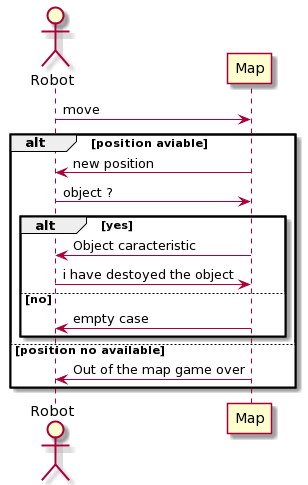 Robot
Map
move
alt [position aviable]
new position
object ?
alt [yes]
Object caracteristic
i have destoyed the object
[no]
empty case
[position no available]
Out of the map game over
Robot
Map